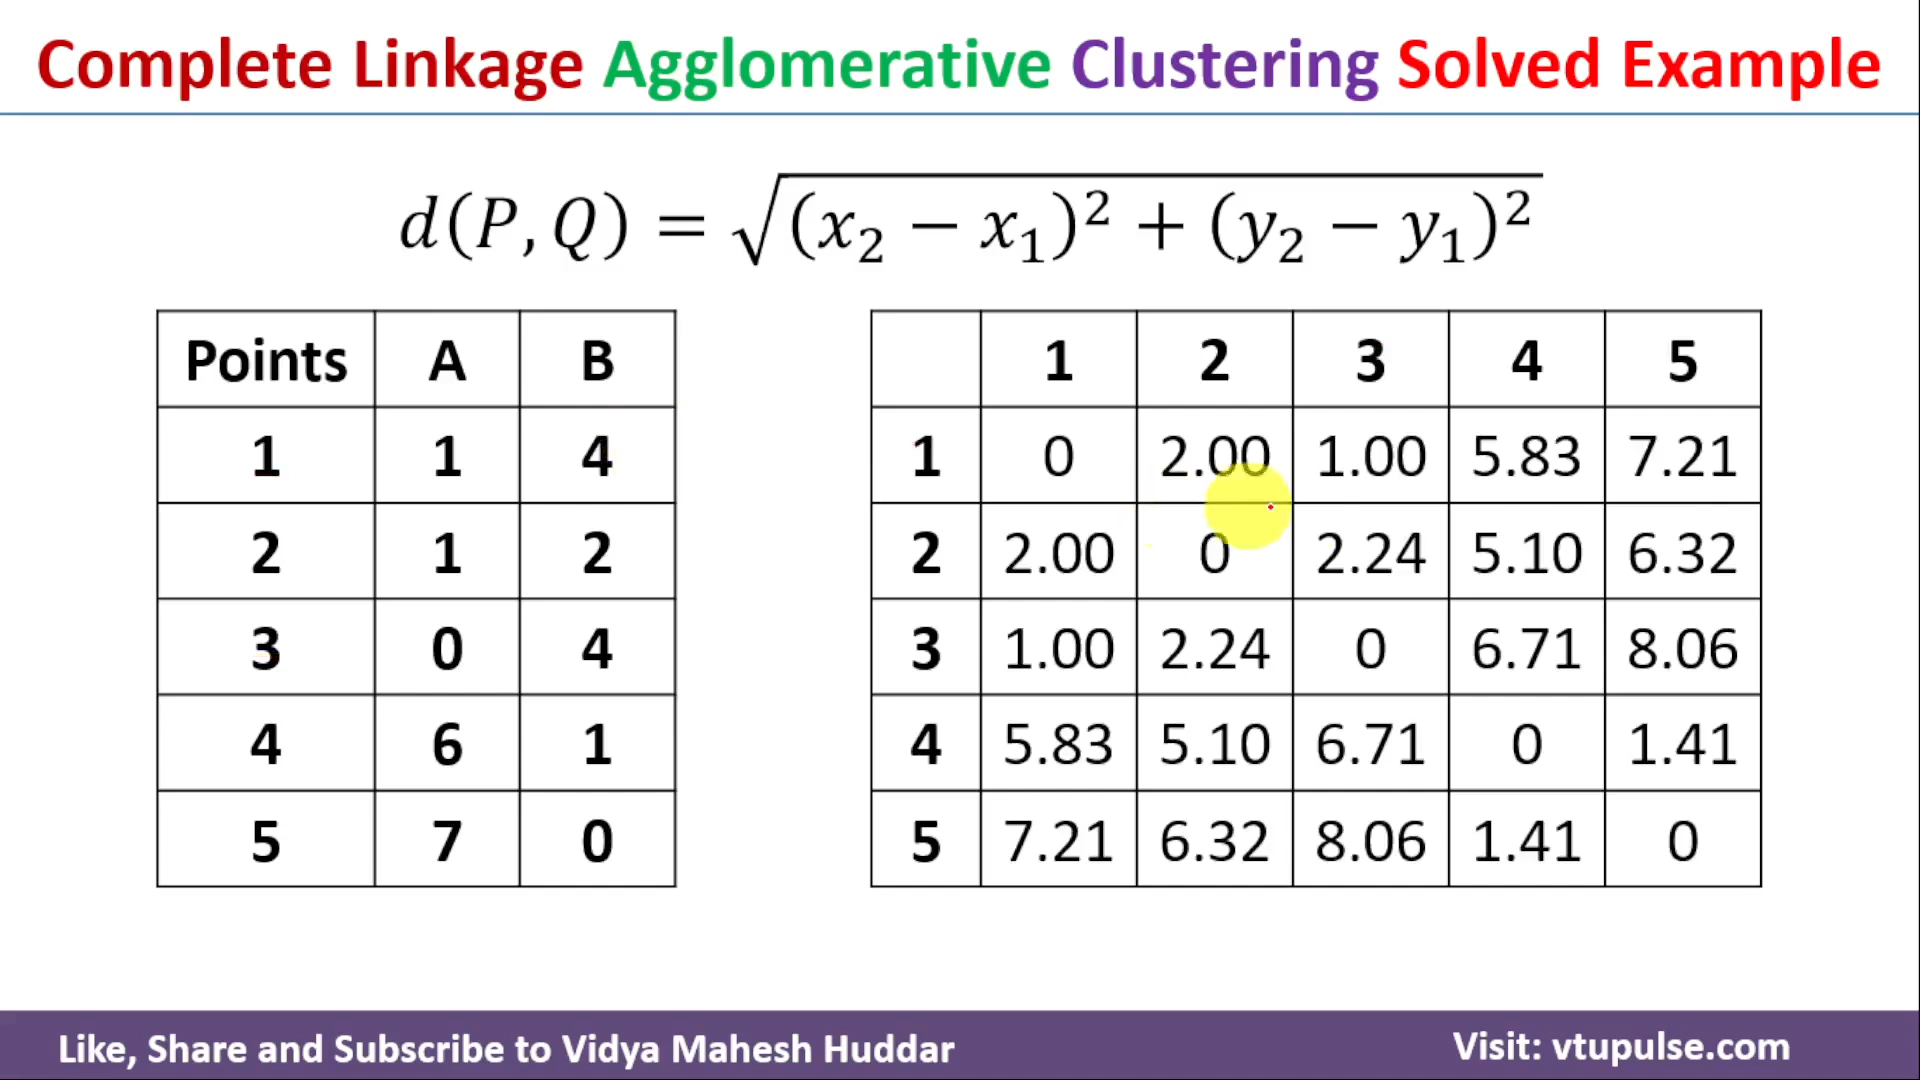 Complete Linkage Agglomerative Clustering Solved Example
d(P, Q) = √(x₂ − x₁)² + (y₂ − y₁)²
Points A B
1 1 4
2 1 2
3 0 4
4 6 1
5 7 0
1 2 3 4 5
1 0 2.00 1.00 5.83 7.21
2 2.00 0 2.24 5.10 6.32
3 1.00 2.24 0 6.71 8.06
4 5.83 5.10 6.71 0 1.41
5 7.21 6.32 8.06 1.41 0
Like, Share and Subscribe to Vidya Mahesh Huddar
Visit: vtupulse.com